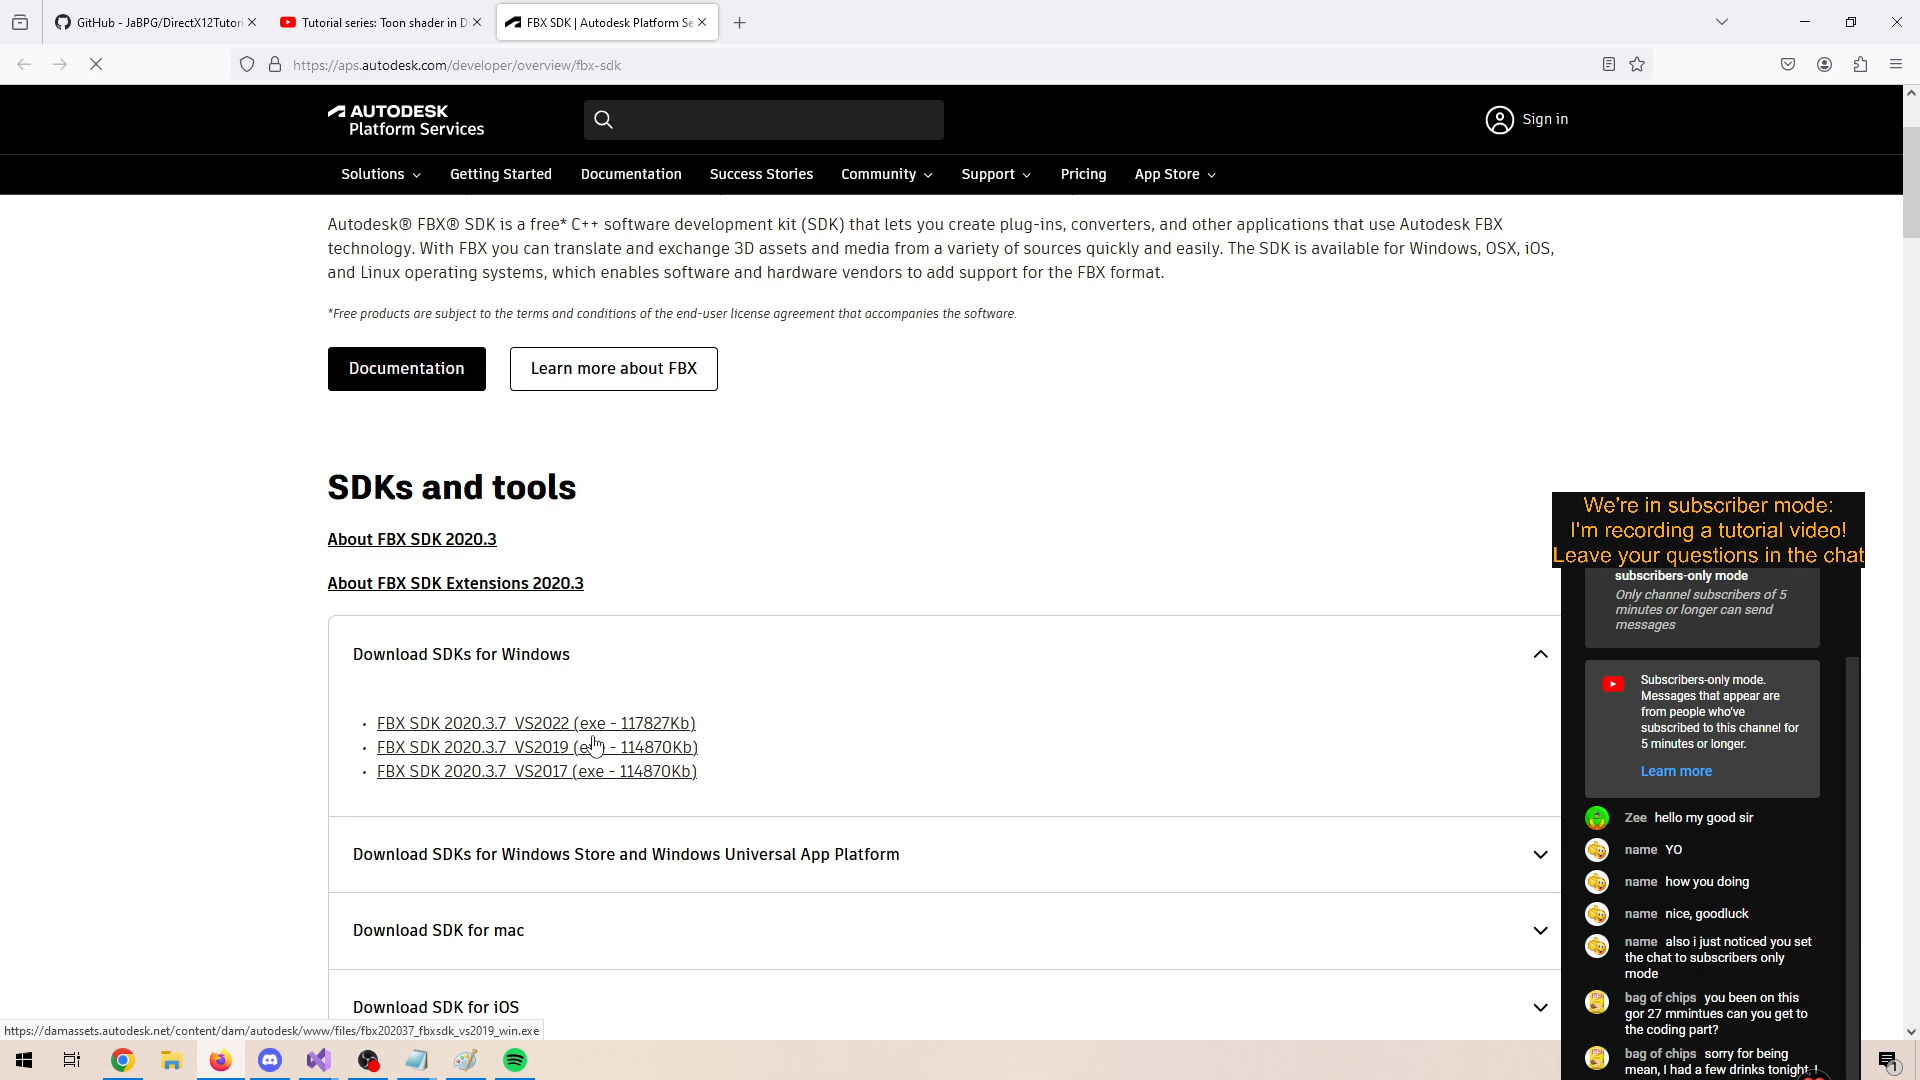 GitHub - JaBPG/DirectX12Tutori
Tutorial series: Toon shader in D
FBX SDK | Autodesk Platform Se
https://aps.autodesk.com/developer/overview/fbx-sdk
AUTODESK
Platform Services
Sign in
Solutions
Getting Started
Documentation
Success Stories
Community
Support
Pricing
App Store
Autodesk® FBX® SDK is a free* C++ software development kit (SDK) that lets you create plug-ins, converters, and other applications that use Autodesk FBX
technology. With FBX you can translate and exchange 3D assets and media from a variety of sources quickly and easily. The SDK is available for Windows, OSX, iOS,
and Linux operating systems, which enables software and hardware vendors to add support for the FBX format.
*Free products are subject to the terms and conditions of the end-user license agreement that accompanies the software.
Documentation
Learn more about FBX
SDKs and tools
About FBX SDK 2020.3
About FBX SDK Extensions 2020.3
Download SDKs for Windows
• FBX SDK 2020.3.7 VS2022 (exe - 117827Kb)
• FBX SDK 2020.3.7 VS2019 (exe - 114870Kb)
• FBX SDK 2020.3.7 VS2017 (exe - 114870Kb)
Download SDKs for Windows Store and Windows Universal App Platform
Download SDK for mac
Download SDK for iOS
https://damassets.autodesk.net/content/dam/autodesk/www/files/fbx202037_fbxsdk_vs2019_win.exe
We're in subscriber mode:
I'm recording a tutorial video!
Leave your questions in the chat
subscribers-only mode
Only channel subscribers of 5
minutes or longer can send
messages
Subscribers-only mode.
Messages that appear are
from people who've
subscribed to this channel for
5 minutes or longer.
Learn more
Zee hello my good sir
name YO
name how you doing
name nice, goodluck
name also i just noticed you set
the chat to subscribers only
mode
bag of chips you been on this
gor 27 mmintues can you get to
the coding part?
bag of chips sorry for being
mean, I had a few drinks tonight, I
1